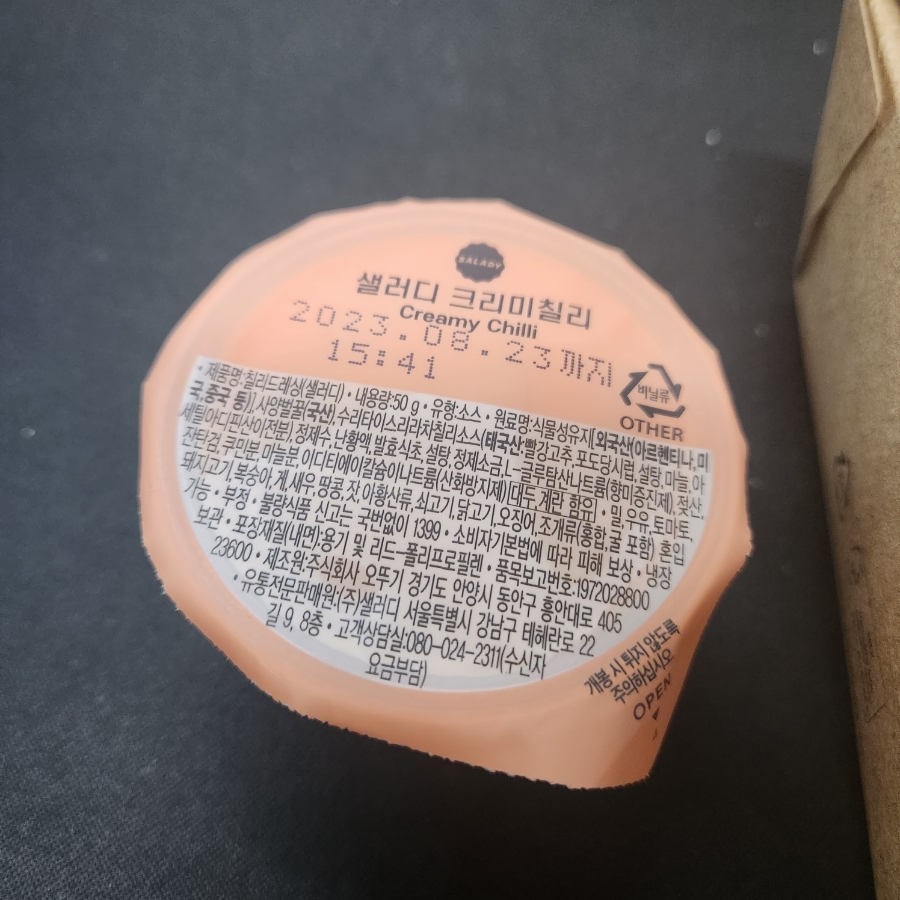 SALADY
샐러디 크리미칠리
Creamy Chilli
2023.08.23까지
15:41
비닐류
OTHER
•제품명:칠리드레싱(샐러디)•내용량:50 g•유형:소스•원료명:식물성유지[외국산(아르헨티나,미
국,중국 등)],사양벌꿀(국산),수리타이스리라차칠리소스(태국산:빨강고추,포도당시럽,설탕,마늘,아
세틸아디핀산이전분),정제수,난황액,발효식초,설탕,정제소금,L-글루탐산나트륨(향미증진제),젖산,
잔탄검,쿠민분,마늘분,이디티에이칼슘이나트륨(산화방지제)|대두,계란 함유|•밀,우유,토마토,
돼지고기,복숭아,게,새우,땅콩,잣,아황산류,쇠고기,닭고기,오징어,조개류(홍합,굴 포함) 혼입
가능•부정•불량식품 신고는 국번없이 1399•소비자기본법에 따라 피해 보상•냉장
보관•포장재질(내면):용기 및 리드-폴리프로필렌•품목보고번호:1972028800
23600•제조원:주식회사 오뚜기 경기도 안양시 동안구 흥안대로 405
•유통전문판매원:(주)샐러디 서울특별시 강남구 테헤란로 22
길 9, 8층•고객상담실:080-024-2311(수신자
요금부담)
개봉 시 튀지 않도록
주의하십시오
OPEN